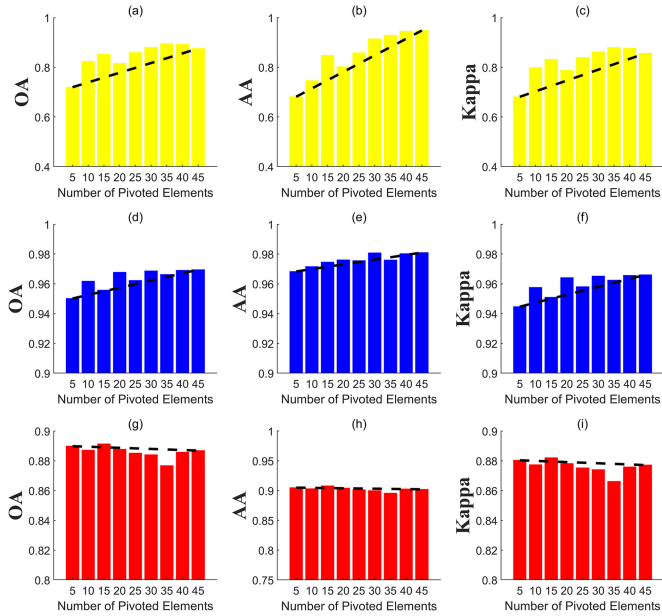 (a)
1
0.8
0.6
0.4
OA
5 10 15 20 25 30 35 40 45
Number of Pivoted Elements
(b)
1
0.8
0.6
0.4
AA
5 10 15 20 25 30 35 40 45
Number of Pivoted Elements
(c)
1
0.8
0.6
0.4
Kappa
5 10 15 20 25 30 35 40 45
Number of Pivoted Elements
(d)
1
0.98
0.96
0.94
0.92
0.9
OA
5 10 15 20 25 30 35 40 45
Number of Pivoted Elements
(e)
1
0.98
0.96
0.94
0.92
0.9
AA
5 10 15 20 25 30 35 40 45
Number of Pivoted Elements
(f)
1
0.98
0.96
0.94
0.92
0.9
Kappa
5 10 15 20 25 30 35 40 45
Number of Pivoted Elements
(g)
0.9
0.88
0.86
0.84
0.82
0.8
OA
5 10 15 20 25 30 35 40 45
Number of Pivoted Elements
(h)
1
0.95
0.9
0.85
0.8
0.75
AA
5 10 15 20 25 30 35 40 45
Number of Pivoted Elements
(i)
0.9
0.88
0.86
0.84
0.82
0.8
Kappa
5 10 15 20 25 30 35 40 45
Number of Pivoted Elements